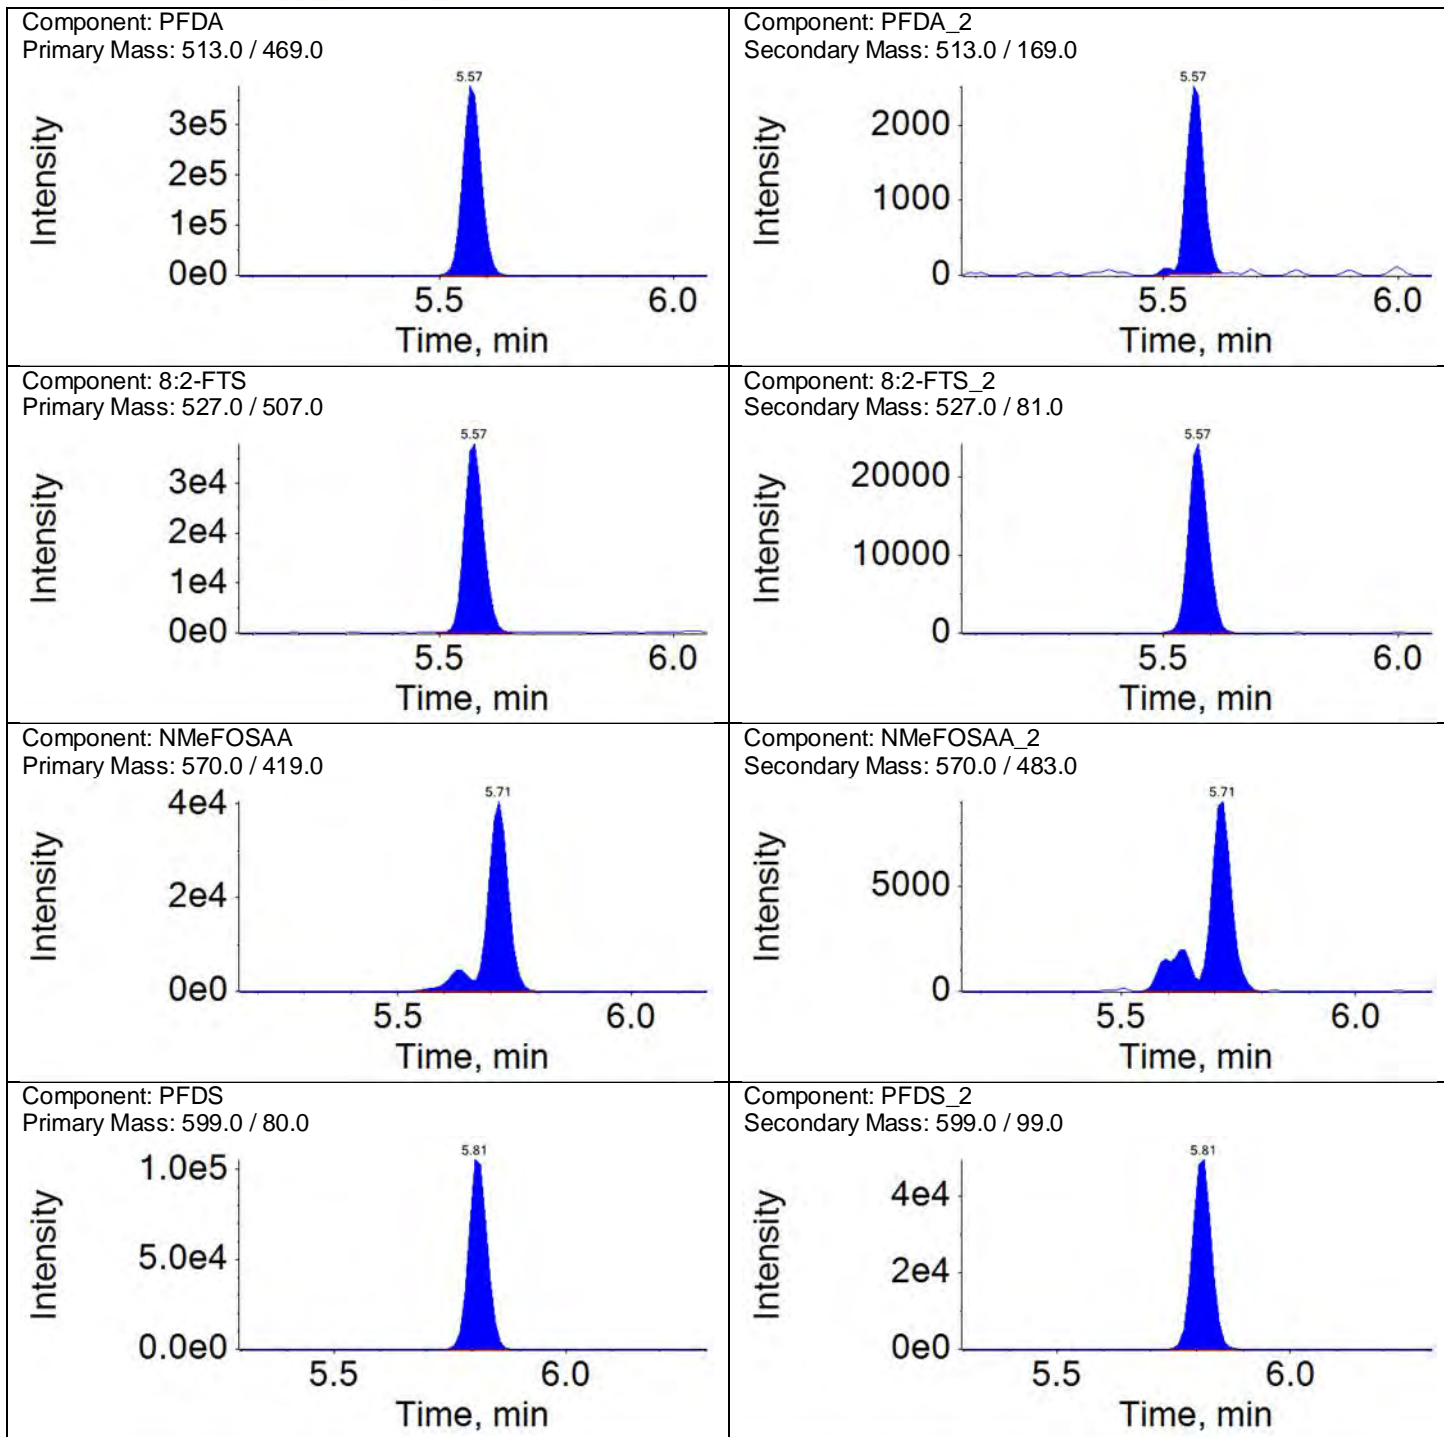 Component: PFDA
Primary Mass: 513.0 / 469.0
5.57
Intensity
3e5
2e5
1e5
0e0
5.5
6.0
Time, min
Component: PFDA_2
Secondary Mass: 513.0 / 169.0
5.57
Intensity
2000
1000
0
5.5
6.0
Time, min
Component: 8:2-FTS
Primary Mass: 527.0 / 507.0
5.57
Intensity
3e4
2e4
1e4
0e0
5.5
6.0
Time, min
Component: 8:2-FTS_2
Secondary Mass: 527.0 / 81.0
5.57
Intensity
20000
10000
0
5.5
6.0
Time, min
Component: NMeFOSAA
Primary Mass: 570.0 / 419.0
5.71
Intensity
4e4
2e4
0e0
5.5
6.0
Time, min
Component: NMeFOSAA_2
Secondary Mass: 570.0 / 483.0
5.71
Intensity
5000
0
5.5
6.0
Time, min
Component: PFDS
Primary Mass: 599.0 / 80.0
5.81
Intensity
1.0e5
5.0e4
0.0e0
5.5
6.0
Time, min
Component: PFDS_2
Secondary Mass: 599.0 / 99.0
5.81
Intensity
4e4
2e4
0e0
5.5
6.0
Time, min